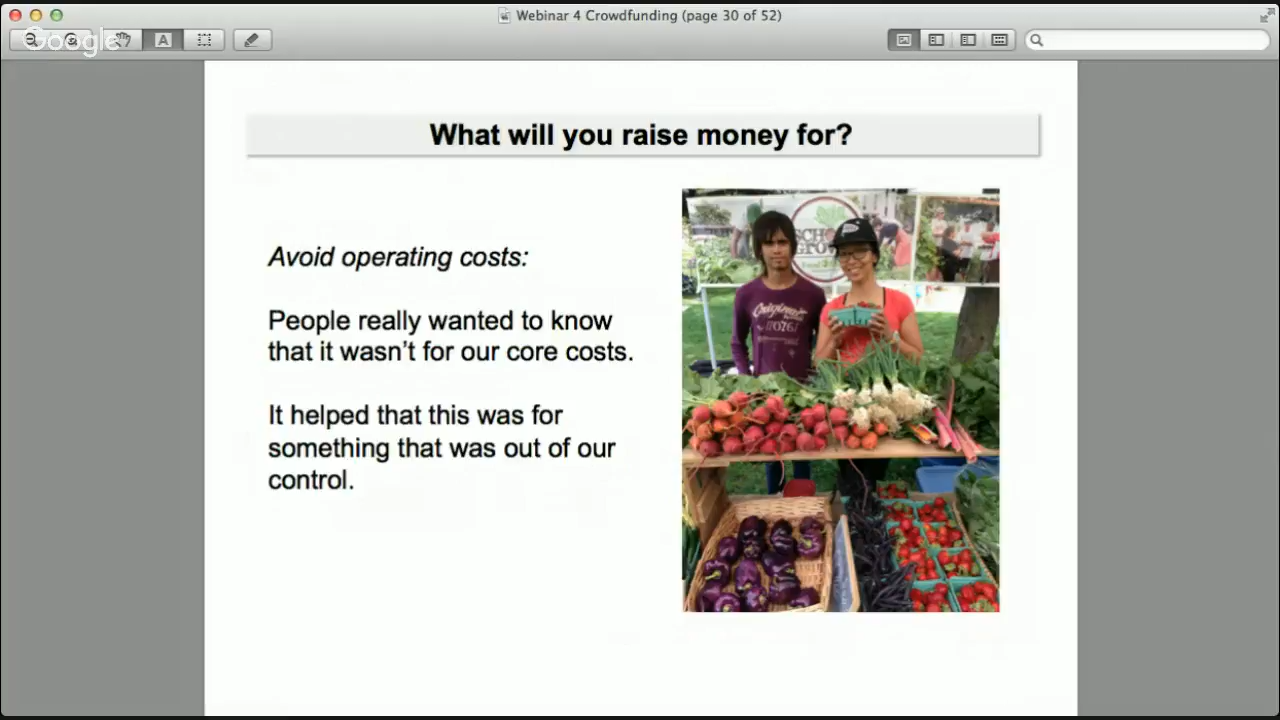 Webinar 4 Crowdfunding (page 30 of 52)
Google
A
What will you raise money for?
Avoid operating costs:
People really wanted to know
that it wasn't for our core costs.
It helped that this was for
something that was out of our
control.
Original